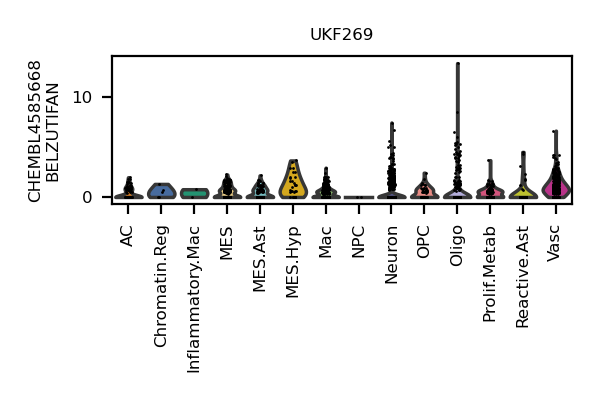 UKF269
CHEMBL4585668
BELZUTIFAN
10
0
AC
Chromatin.Reg
Inflammatory.Mac
MES
MES.Ast
MES.Hyp
Mac
NPC
Neuron
OPC
Oligo
Prolif.Metab
Reactive.Ast
Vasc